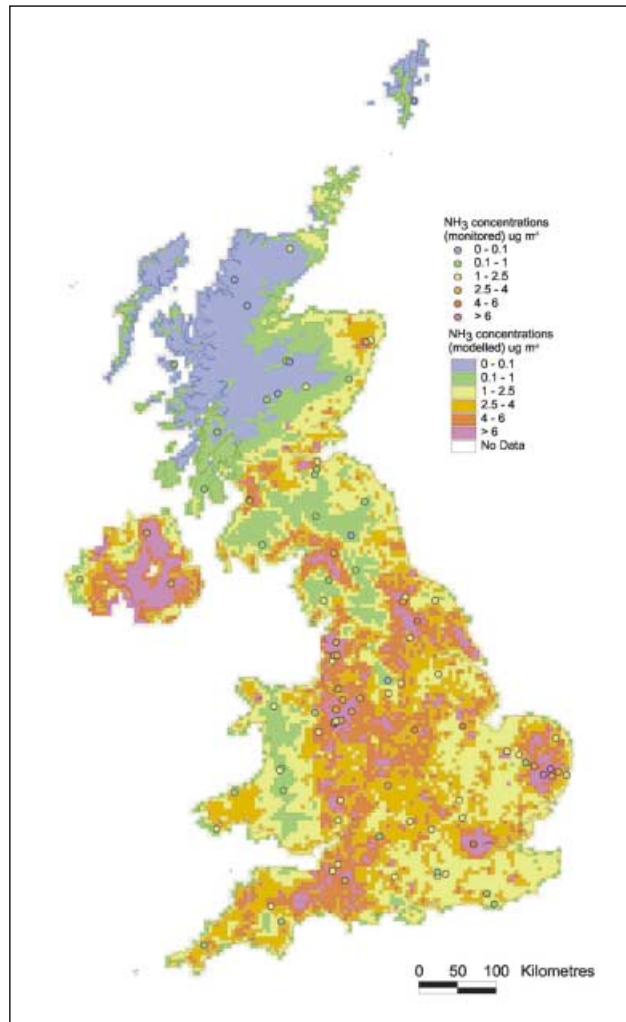 NH3 concentrations
(monitored) ug m-³
0 - 0.1
0.1 - 1
1 - 2.5
2.5 - 4
4 - 6
> 6
NH3 concentrations
(modelled) ug m-³
0 - 0.1
0.1 - 1
1 - 2.5
2.5 - 4
4 - 6
> 6
No Data
0 50 100 Kilometres